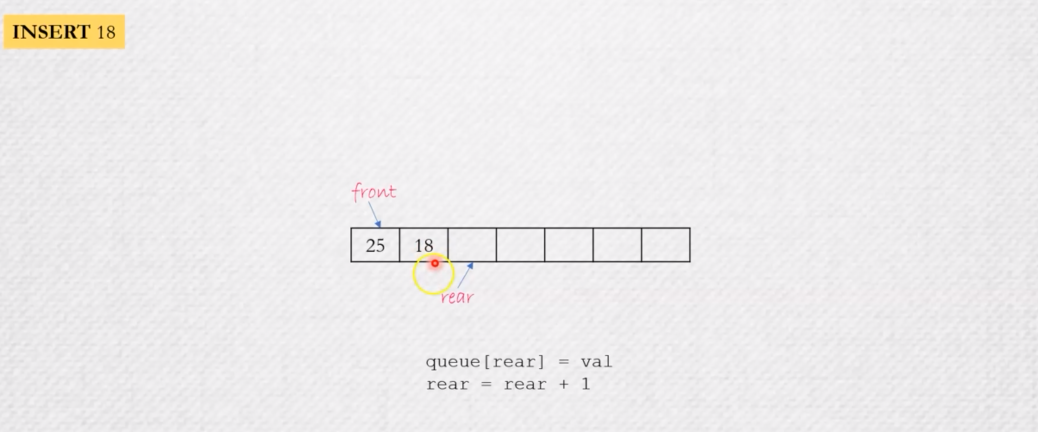 INSERT 18
front
25 18
rear
queue[rear] = val
rear = rear + 1